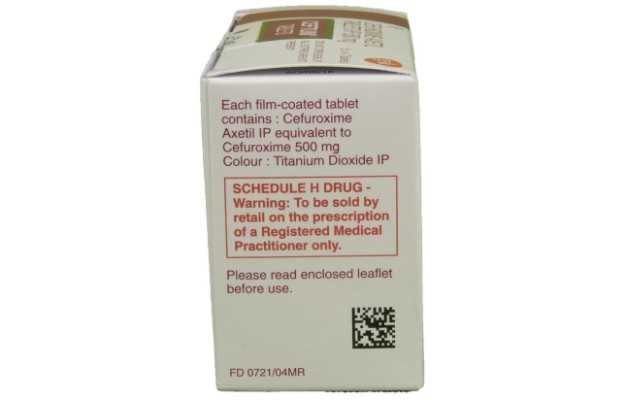 Each film-coated tablet
contains : Cefuroxime
Axetil IP equivalent to
Cefuroxime 500 mg
Colour : Titanium Dioxide IP
SCHEDULE H DRUG -
Warning: To be sold by
retail on the prescription
of a Registered Medical
Practitioner only.
Please read enclosed leaflet
before use.
FD 0721/04MR